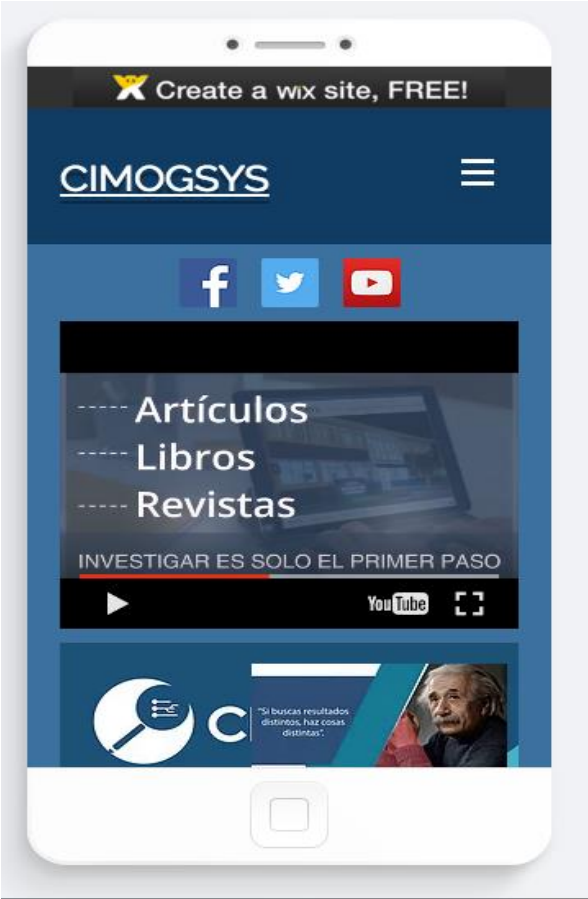 Create a WiX site, FREE!
CIMOGSYS
f
----- Artículos
----- Libros
----- Revistas
INVESTIGAR ES SOLO EL PRIMER PASO
YouTube
C
"Si buscas resultados
distintos, haz cosas
distintas".